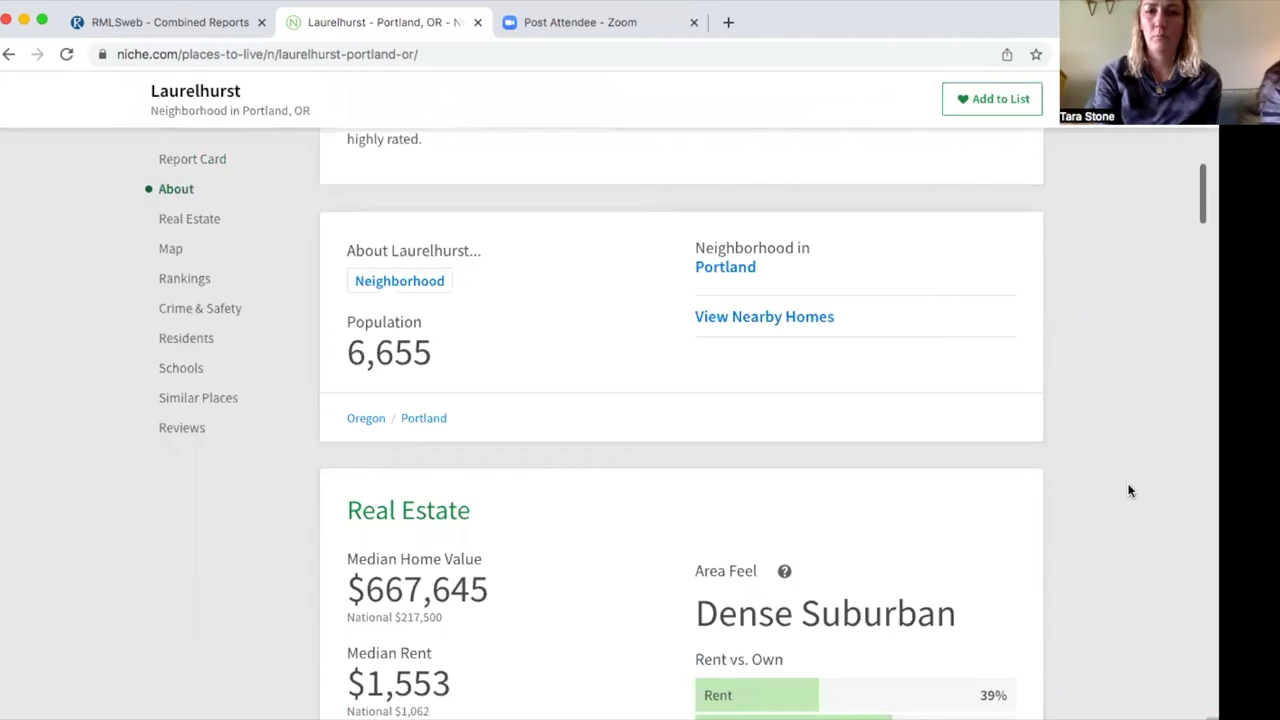 RMLSweb - Combined Reports
Laurelhurst - Portland, OR - Ni
Post Attendee - Zoom
niche.com/places-to-live/n/laurelhurst-portland-or/
Tara Stone
Laurelhurst
Neighborhood in Portland, OR
Add to List
Report Card
About
Real Estate
Map
Rankings
Crime & Safety
Residents
Schools
Similar Places
Reviews
highly rated.
About Laurelhurst...
Neighborhood
Population
6,655
Neighborhood in
Portland
View Nearby Homes
Oregon / Portland
Real Estate
Median Home Value
$667,645
National $217,500
Median Rent
$1,553
National $1,062
Area Feel ?
Dense Suburban
Rent vs. Own
Rent 39%